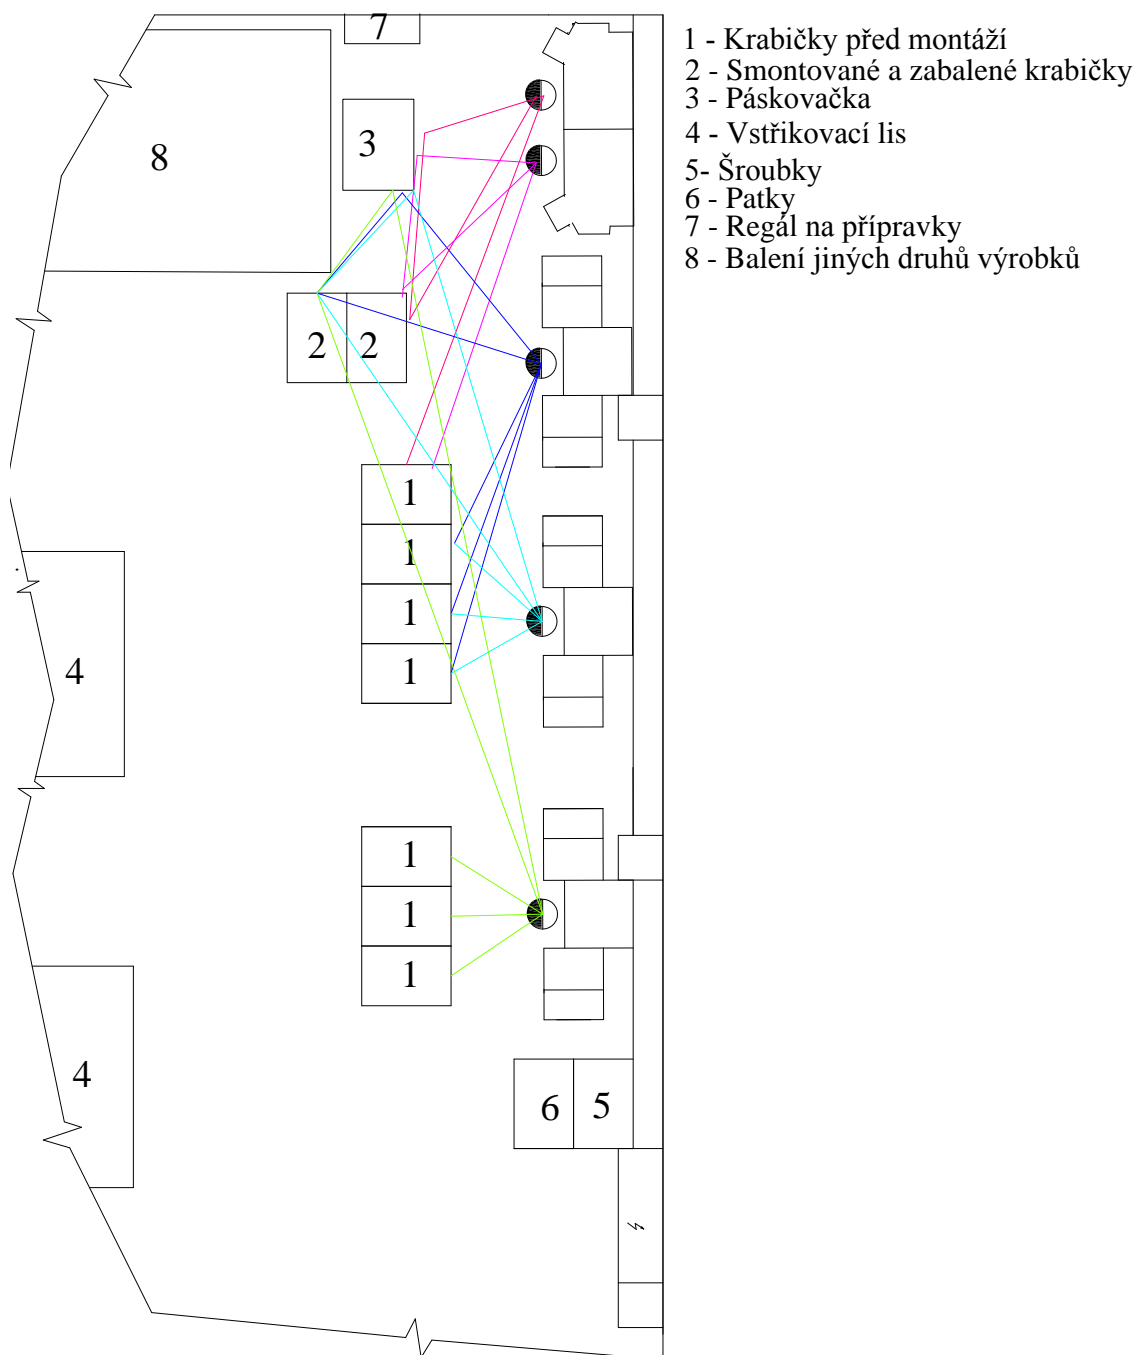 7
1 - Krabičky před montáží
2 - Smontované a zabalené krabičky
3 - Páskovačka
4 - Vstřikovací lis
5- Šroubky
6 - Patky
7 - Regál na přípravky
8 - Balení jiných druhů výrobků
8
3
2 2
1
1
1
1
4
1
1
1
4
6 5